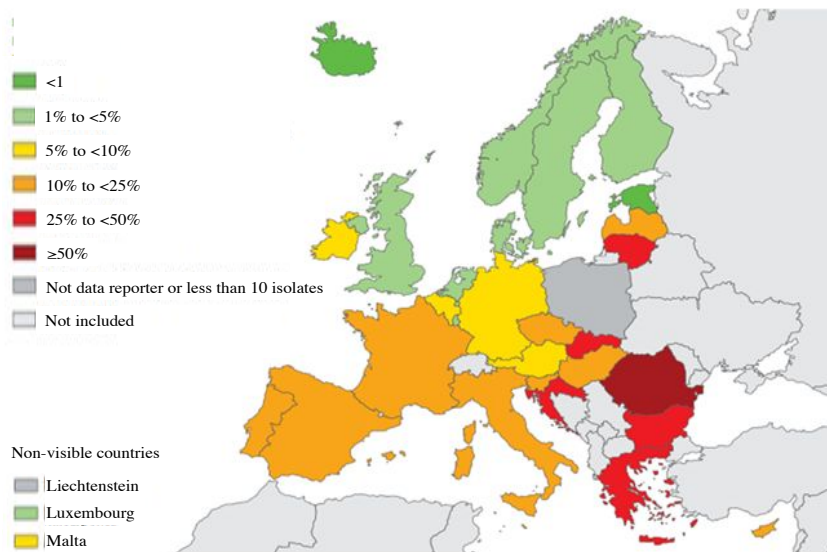 <1
1% to <5%
5% to <10%
10% to <25%
25% to <50%
≥50%
Not data reporter or less than 10 isolates
Not included
Non-visible countries
Liechtenstein
Luxembourg
Malta